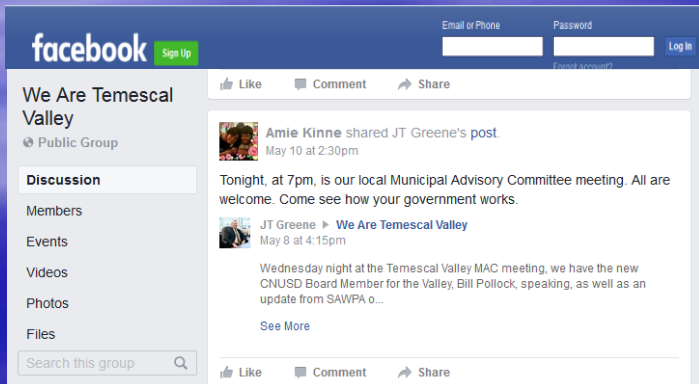 facebook Sign Up
Email or Phone Password
Log In
Forgot account?
We Are Temescal
Valley
Public Group
Discussion
Members
Events
Videos
Photos
Files
Search this group
Like Comment Share
Amie Kinne shared JT Greene's post.
May 10 at 2:30pm
Tonight, at 7pm, is our local Municipal Advisory Committee meeting. All are
welcome. Come see how your government works.
JT Greene ▶ We Are Temescal Valley
May 8 at 4:15pm
Wednesday night at the Temescal Valley MAC meeting, we have the new
CNUSD Board Member for the Valley, Bill Pollock, speaking, as well as an
update from SAWPA o...
See More
Like Comment Share